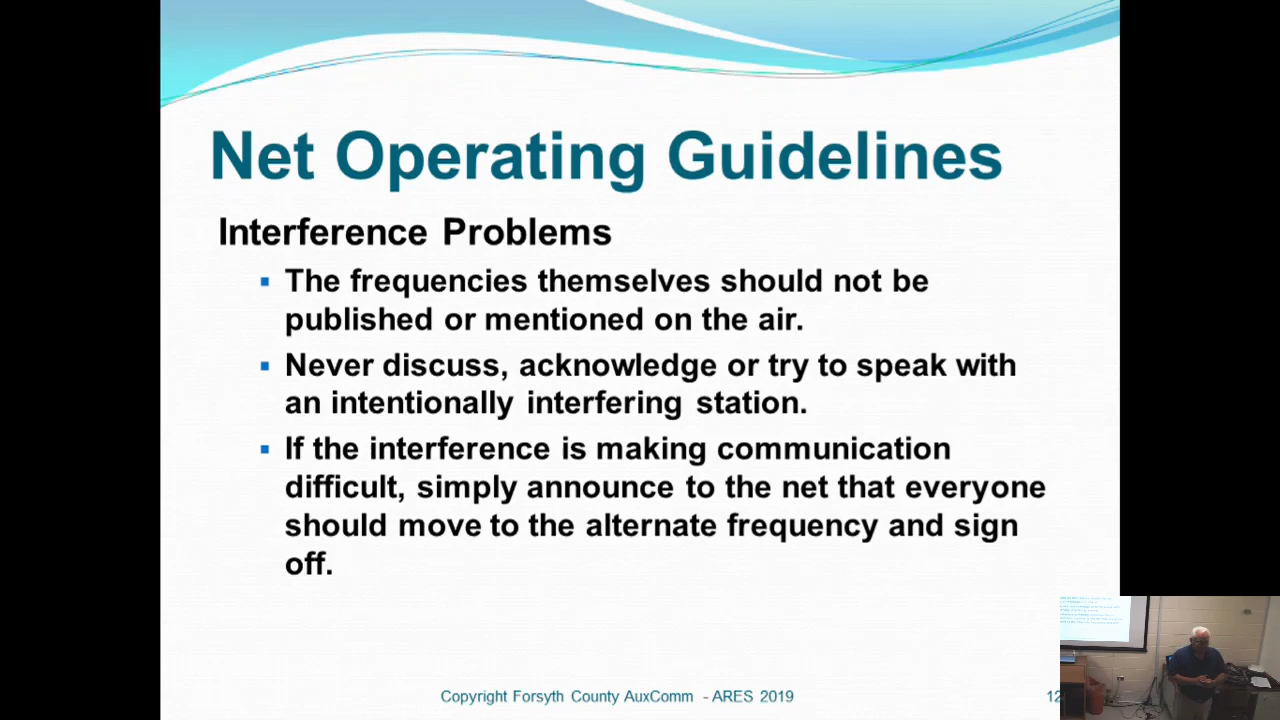 Net Operating Guidelines
Interference Problems
▪ The frequencies themselves should not be
published or mentioned on the air.
▪ Never discuss, acknowledge or try to speak with
an intentionally interfering station.
▪ If the interference is making communication
difficult, simply announce to the net that everyone
should move to the alternate frequency and sign
off.
Copyright Forsyth County AuxComm - ARES 2019
12